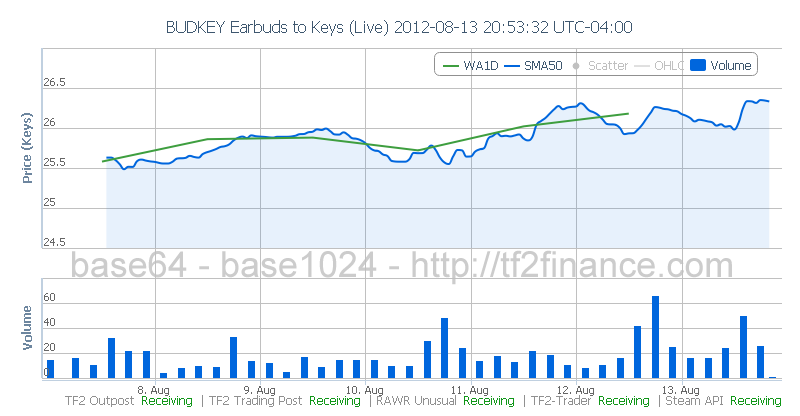 BUDKEY Earbuds to Keys (Live) 2012-08-13 20:53:32 UTC-04:00
WA1D SMA50 Scatter OHLC Volume
Price (Keys)
26.5
26
25.5
25
24.5
base64 - base1024 - http://tf2finance.com
Volume
60
40
20
0
8. Aug 9. Aug 10. Aug 11. Aug 12. Aug 13. Aug
TF2 Outpost Receiving | TF2 Trading Post Receiving | RAWR Unusual Receiving | TF2-Trader Receiving | Steam API Receiving